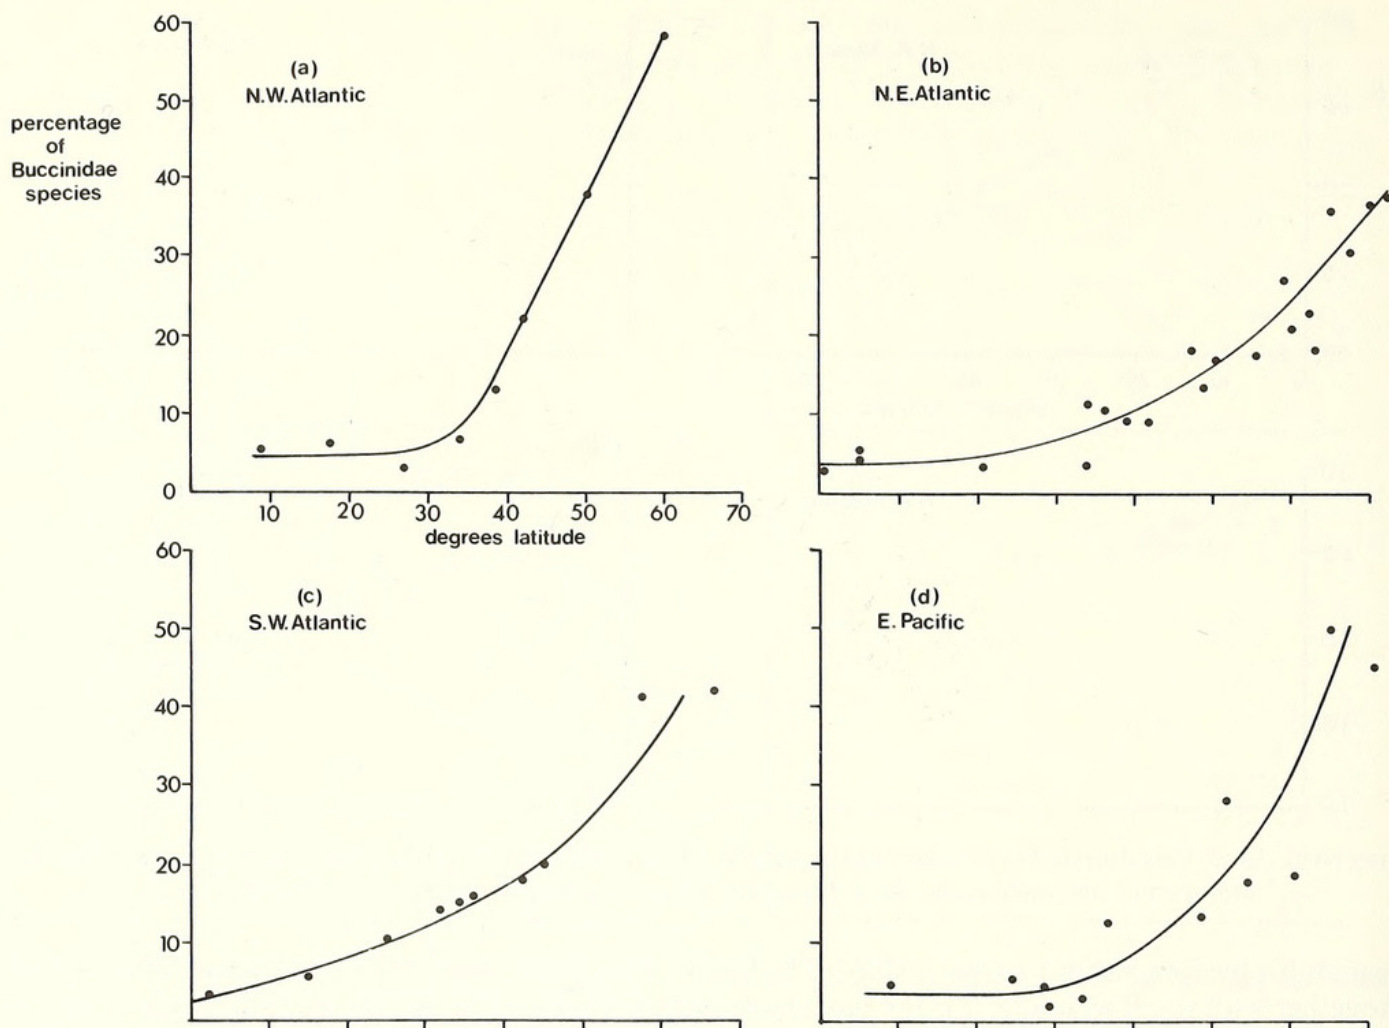 60
50
40
30
20
10
0
percentage
of
Buccinidae
species
(a)
N.W.Atlantic
10 20 30 40 50 60 70
degrees latitude
(b)
N.E.Atlantic
60
50
40
30
20
10
(c)
S.W.Atlantic
(d)
E. Pacific